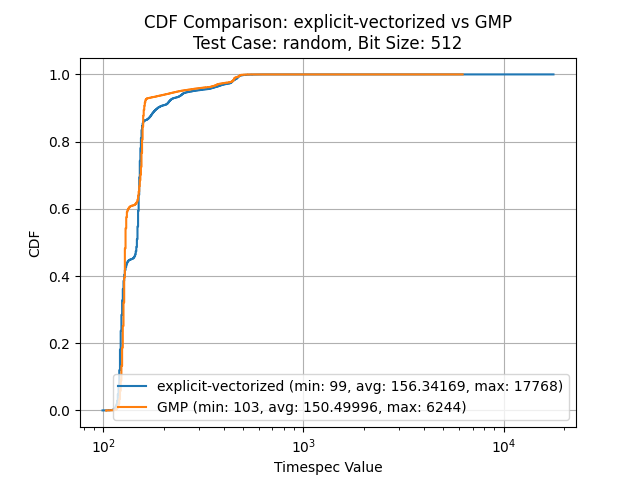 CDF Comparison: explicit-vectorized vs GMP
Test Case: random, Bit Size: 512
1.0
0.8
0.6
0.4
0.2
0.0
CDF
explicit-vectorized (min: 99, avg: 156.34169, max: 17768)
GMP (min: 103, avg: 150.49996, max: 6244)
10² 10³ 10⁴
Timespec Value